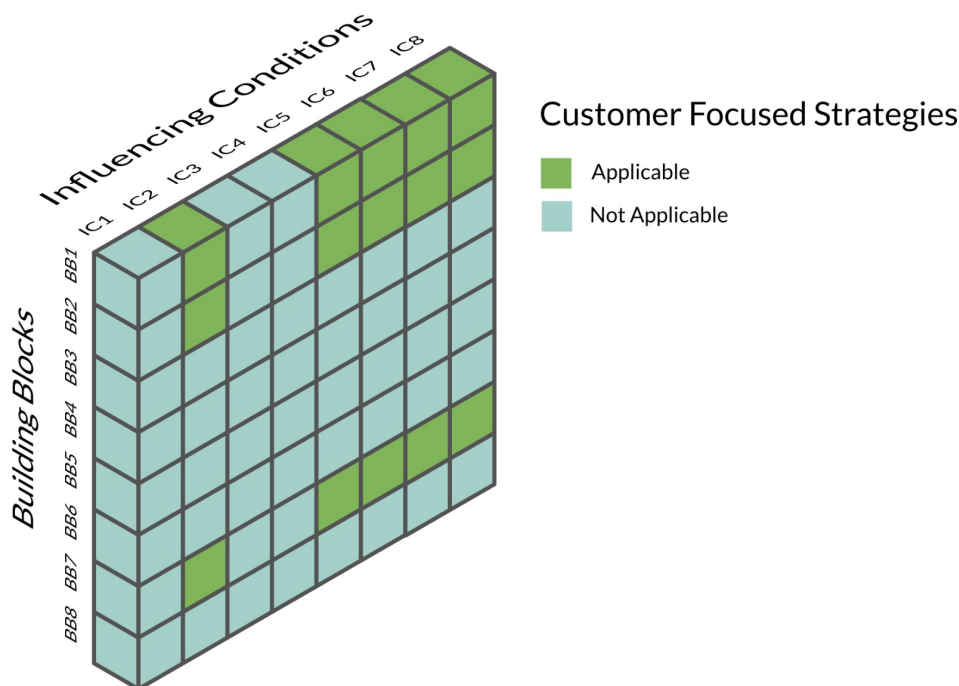 Influencing Conditions
IC1
IC2
IC3
IC4
IC5
IC6
IC7
IC8
Building Blocks
BB1
BB2
BB3
BB4
BB5
BB6
BB7
BB8
Customer Focused Strategies
Applicable
Not Applicable